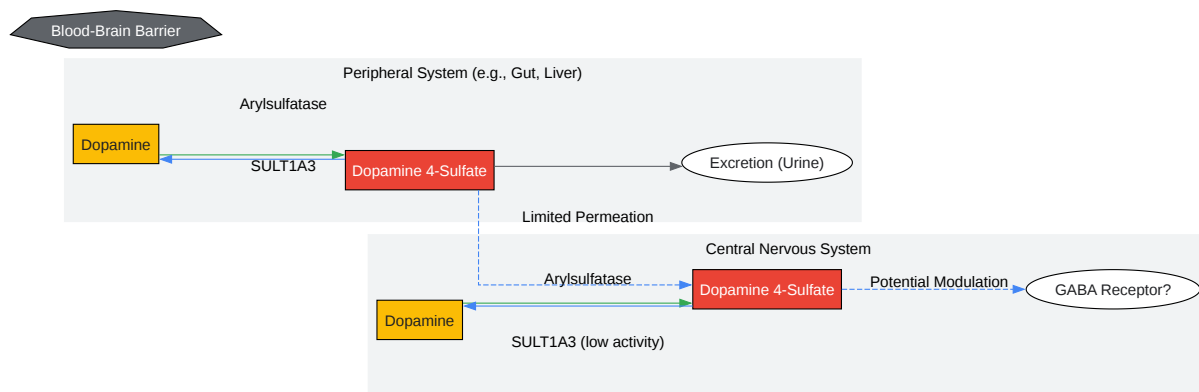 Blood-Brain Barrier
Peripheral System (e.g., Gut, Liver)
Arylsulfatase
Dopamine
SULT1A3
Dopamine 4-Sulfate
Excretion (Urine)
Limited Permeation
Central Nervous System
Arylsulfatase
Dopamine 4-Sulfate
Potential Modulation
GABA Receptor?
Dopamine
SULT1A3 (low activity)